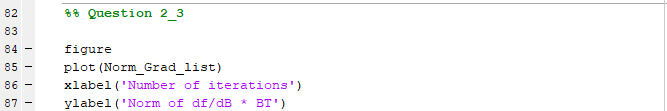 82 %% Question 2_3
83
84 – figure
85 – plot(Norm_Grad_list)
86 – xlabel('Number of iterations')
87 – ylabel('Norm of df/dB * BT')